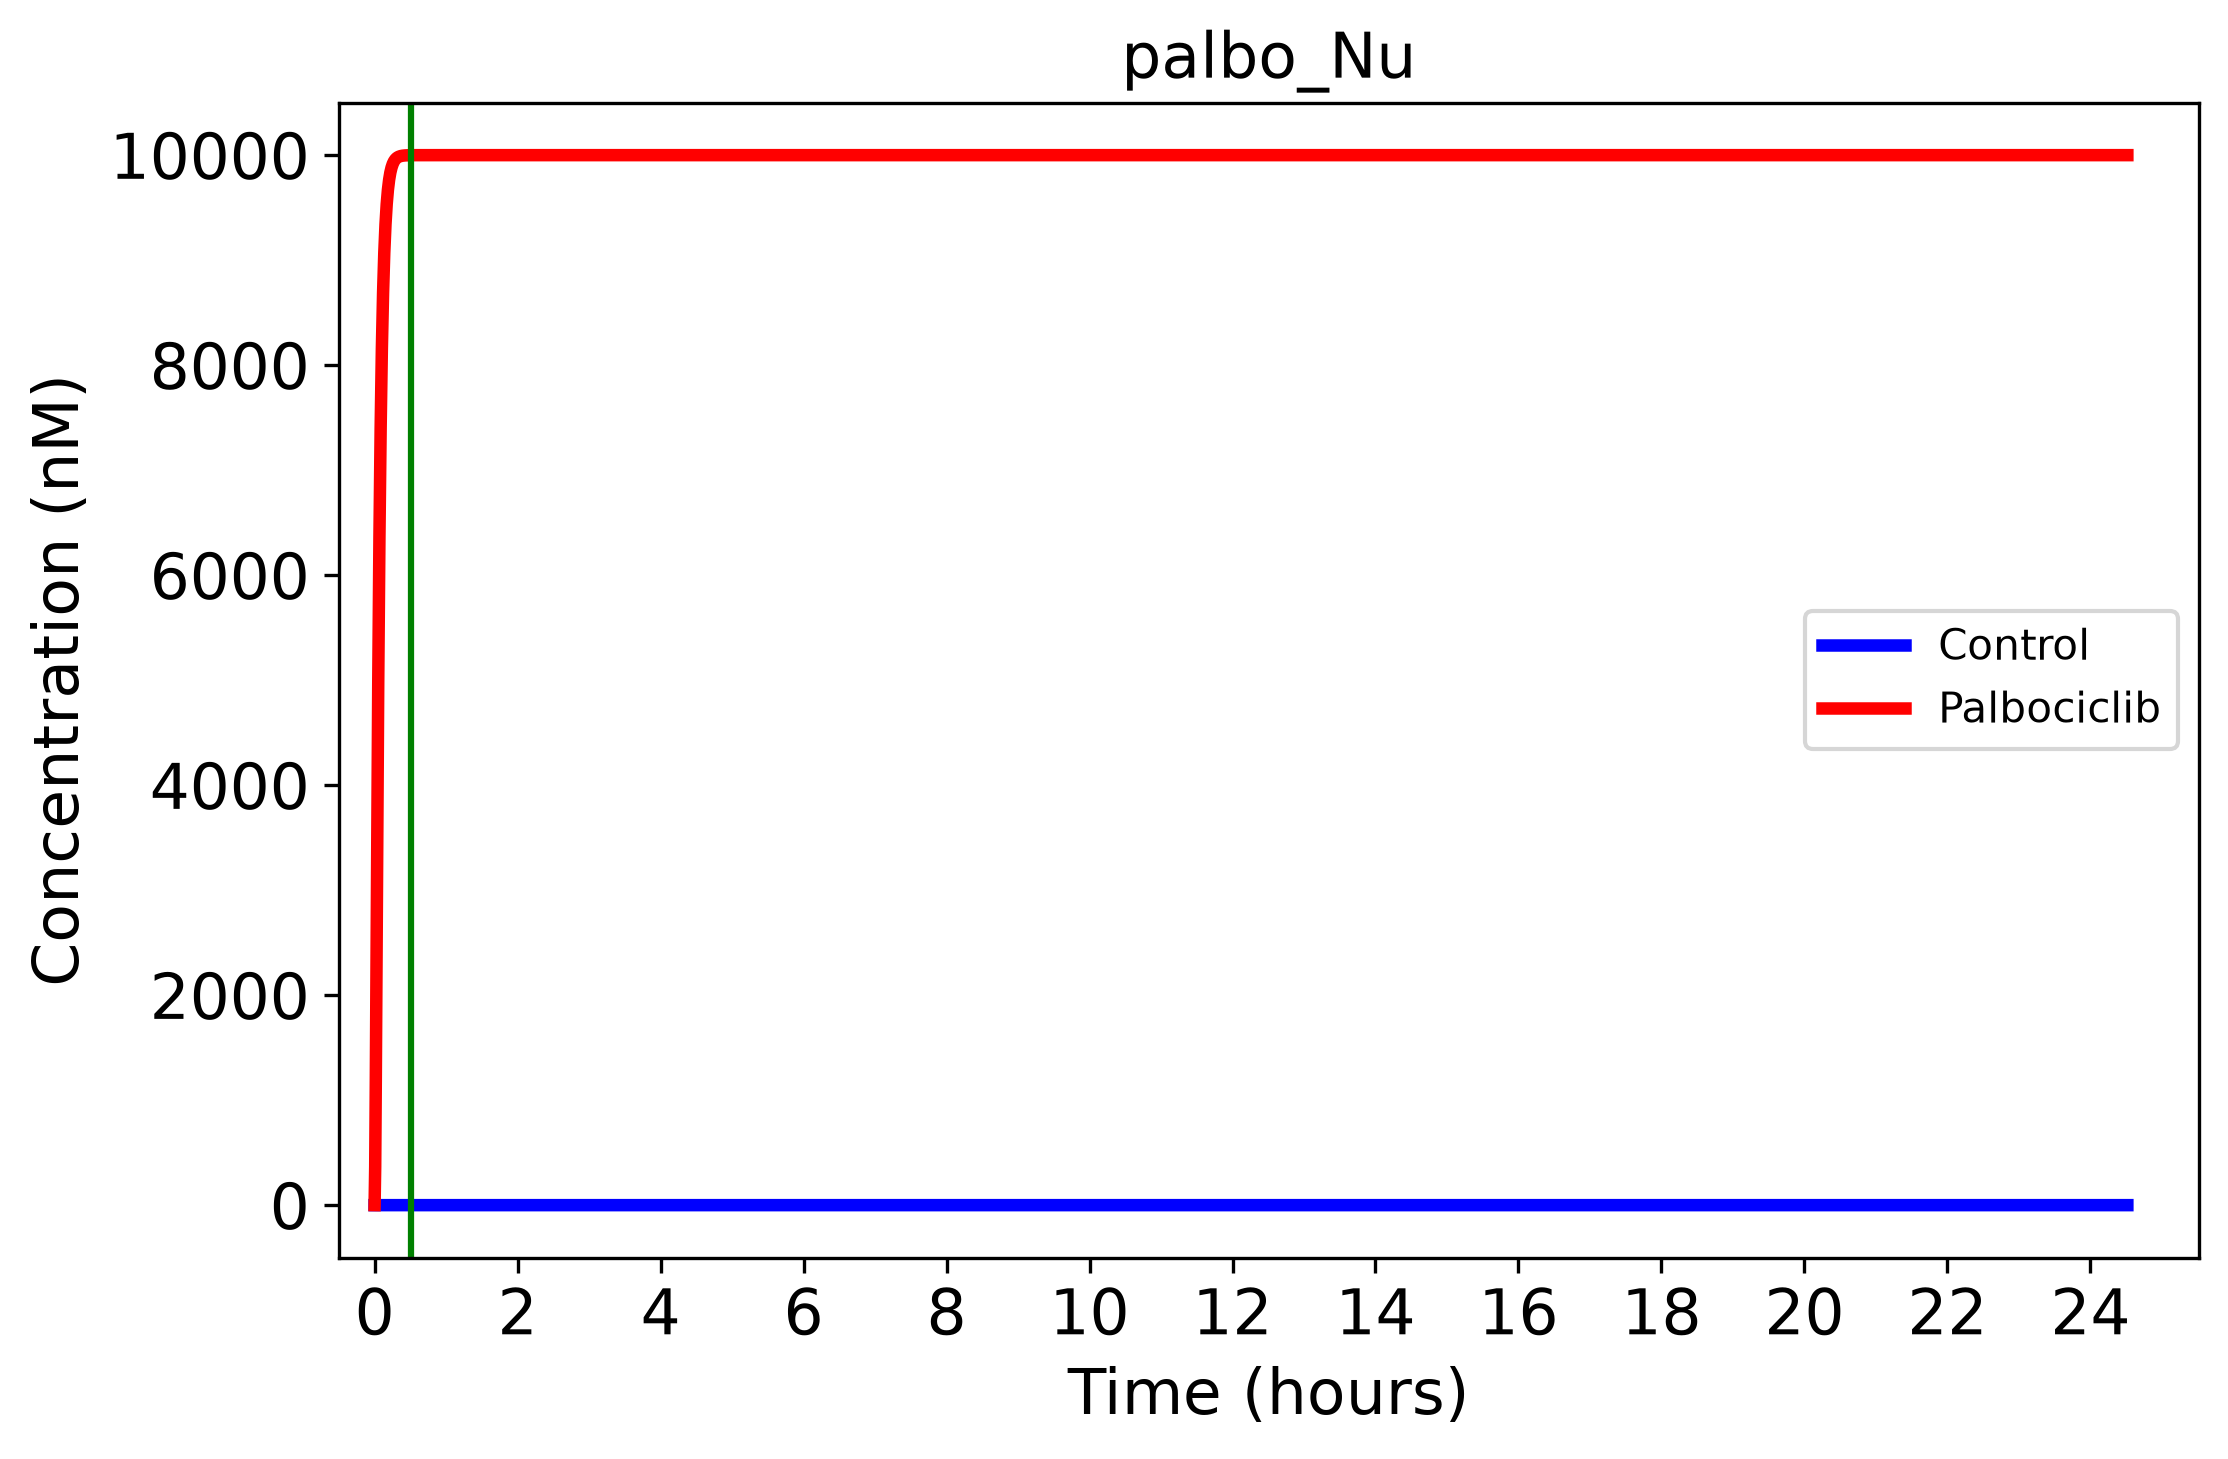 palbo_Nu
Concentration (nM)
10000
8000
6000
4000
2000
0
Control
Palbociclib
0 2 4 6 8 10 12 14 16 18 20 22 24
Time (hours)